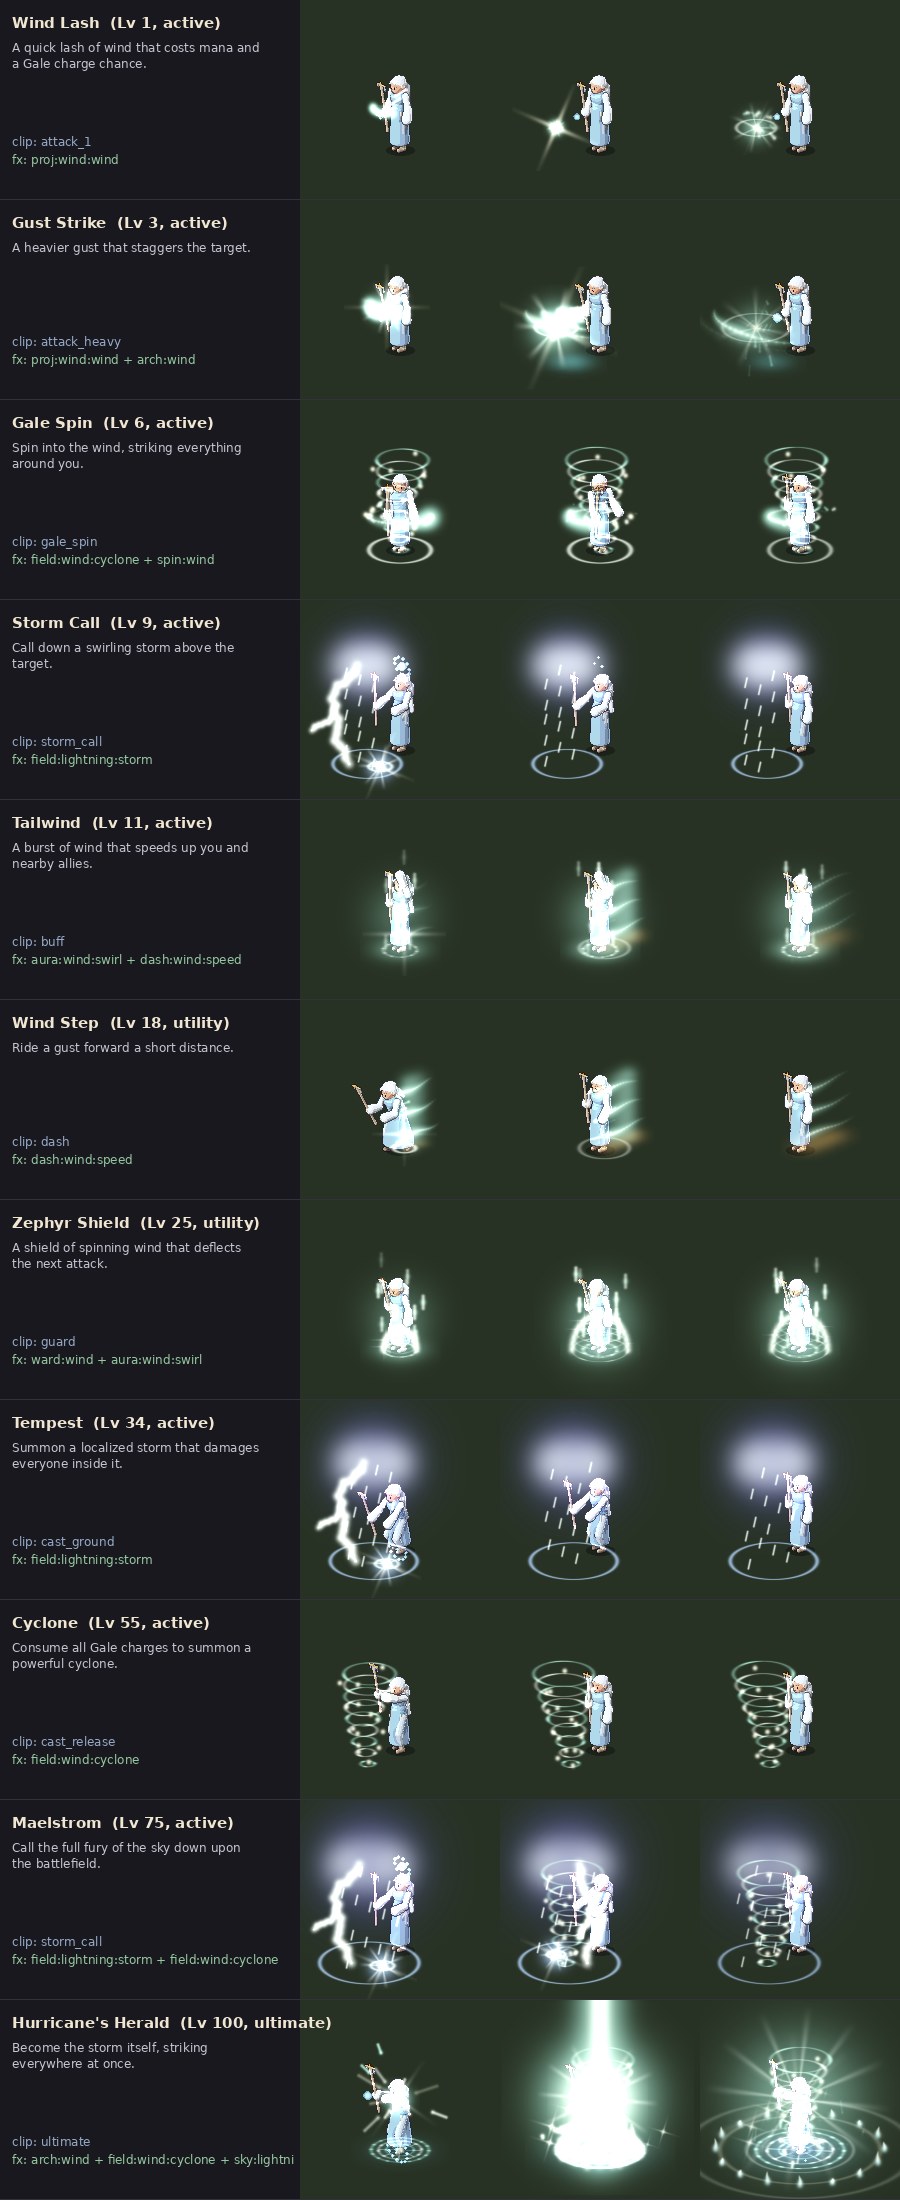 Wind Lash (Lv 1, active)
A quick lash of wind that costs mana and
a Gale charge chance.
clip: attack_1
fx: proj:wind:wind
Gust Strike (Lv 3, active)
A heavier gust that staggers the target.
clip: attack_heavy
fx: proj:wind:wind + arch:wind
Gale Spin (Lv 6, active)
Spin into the wind, striking everything
around you.
clip: gale_spin
fx: field:wind:cyclone + spin:wind
Storm Call (Lv 9, active)
Call down a swirling storm above the
target.
clip: storm_call
fx: field:lightning:storm
Tailwind (Lv 11, active)
A burst of wind that speeds up you and
nearby allies.
clip: buff
fx: aura:wind:swirl + dash:wind:speed
Wind Step (Lv 18, utility)
Ride a gust forward a short distance.
clip: dash
fx: dash:wind:speed
Zephyr Shield (Lv 25, utility)
A shield of spinning wind that deflects
the next attack.
clip: guard
fx: ward:wind + aura:wind:swirl
Tempest (Lv 34, active)
Summon a localized storm that damages
everyone inside it.
clip: cast_ground
fx: field:lightning:storm
Cyclone (Lv 55, active)
Consume all Gale charges to summon a
powerful cyclone.
clip: cast_release
fx: field:wind:cyclone
Maelstrom (Lv 75, active)
Call the full fury of the sky down upon
the battlefield.
clip: storm_call
fx: field:lightning:storm + field:wind:cyclone
Hurricane's Herald (Lv 100, ultimate)
Become the storm itself, striking
everywhere at once.
clip: ultimate
fx: arch:wind + field:wind:cyclone + sky:lightni